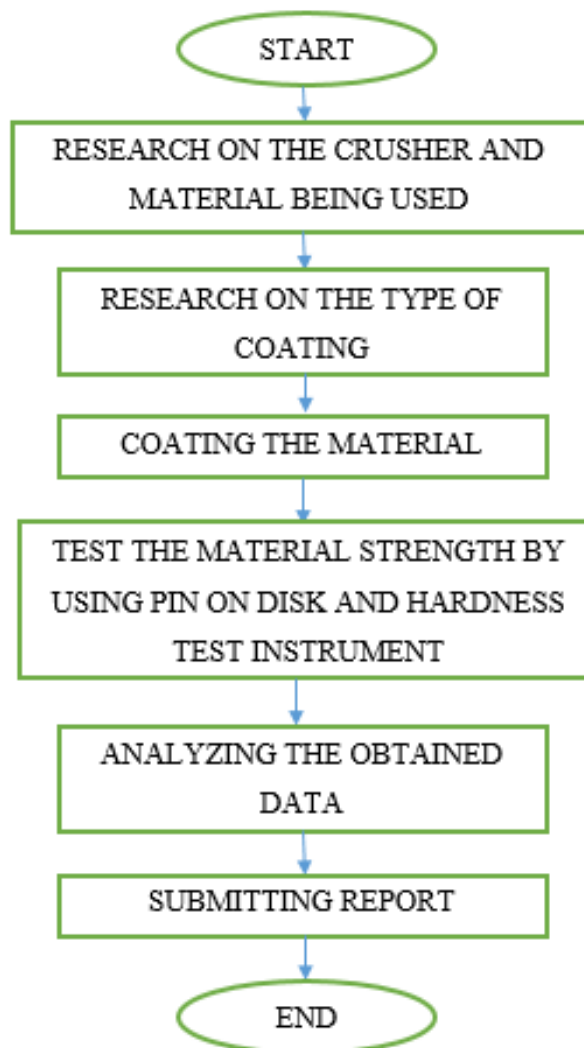 START
RESEARCH ON THE CRUSHER AND
MATERIAL BEING USED
RESEARCH ON THE TYPE OF
COATING
COATING THE MATERIAL
TEST THE MATERIAL STRENGTH BY
USING PIN ON DISK AND HARDNESS
TEST INSTRUMENT
ANALYZING THE OBTAINED
DATA
SUBMITTING REPORT
END